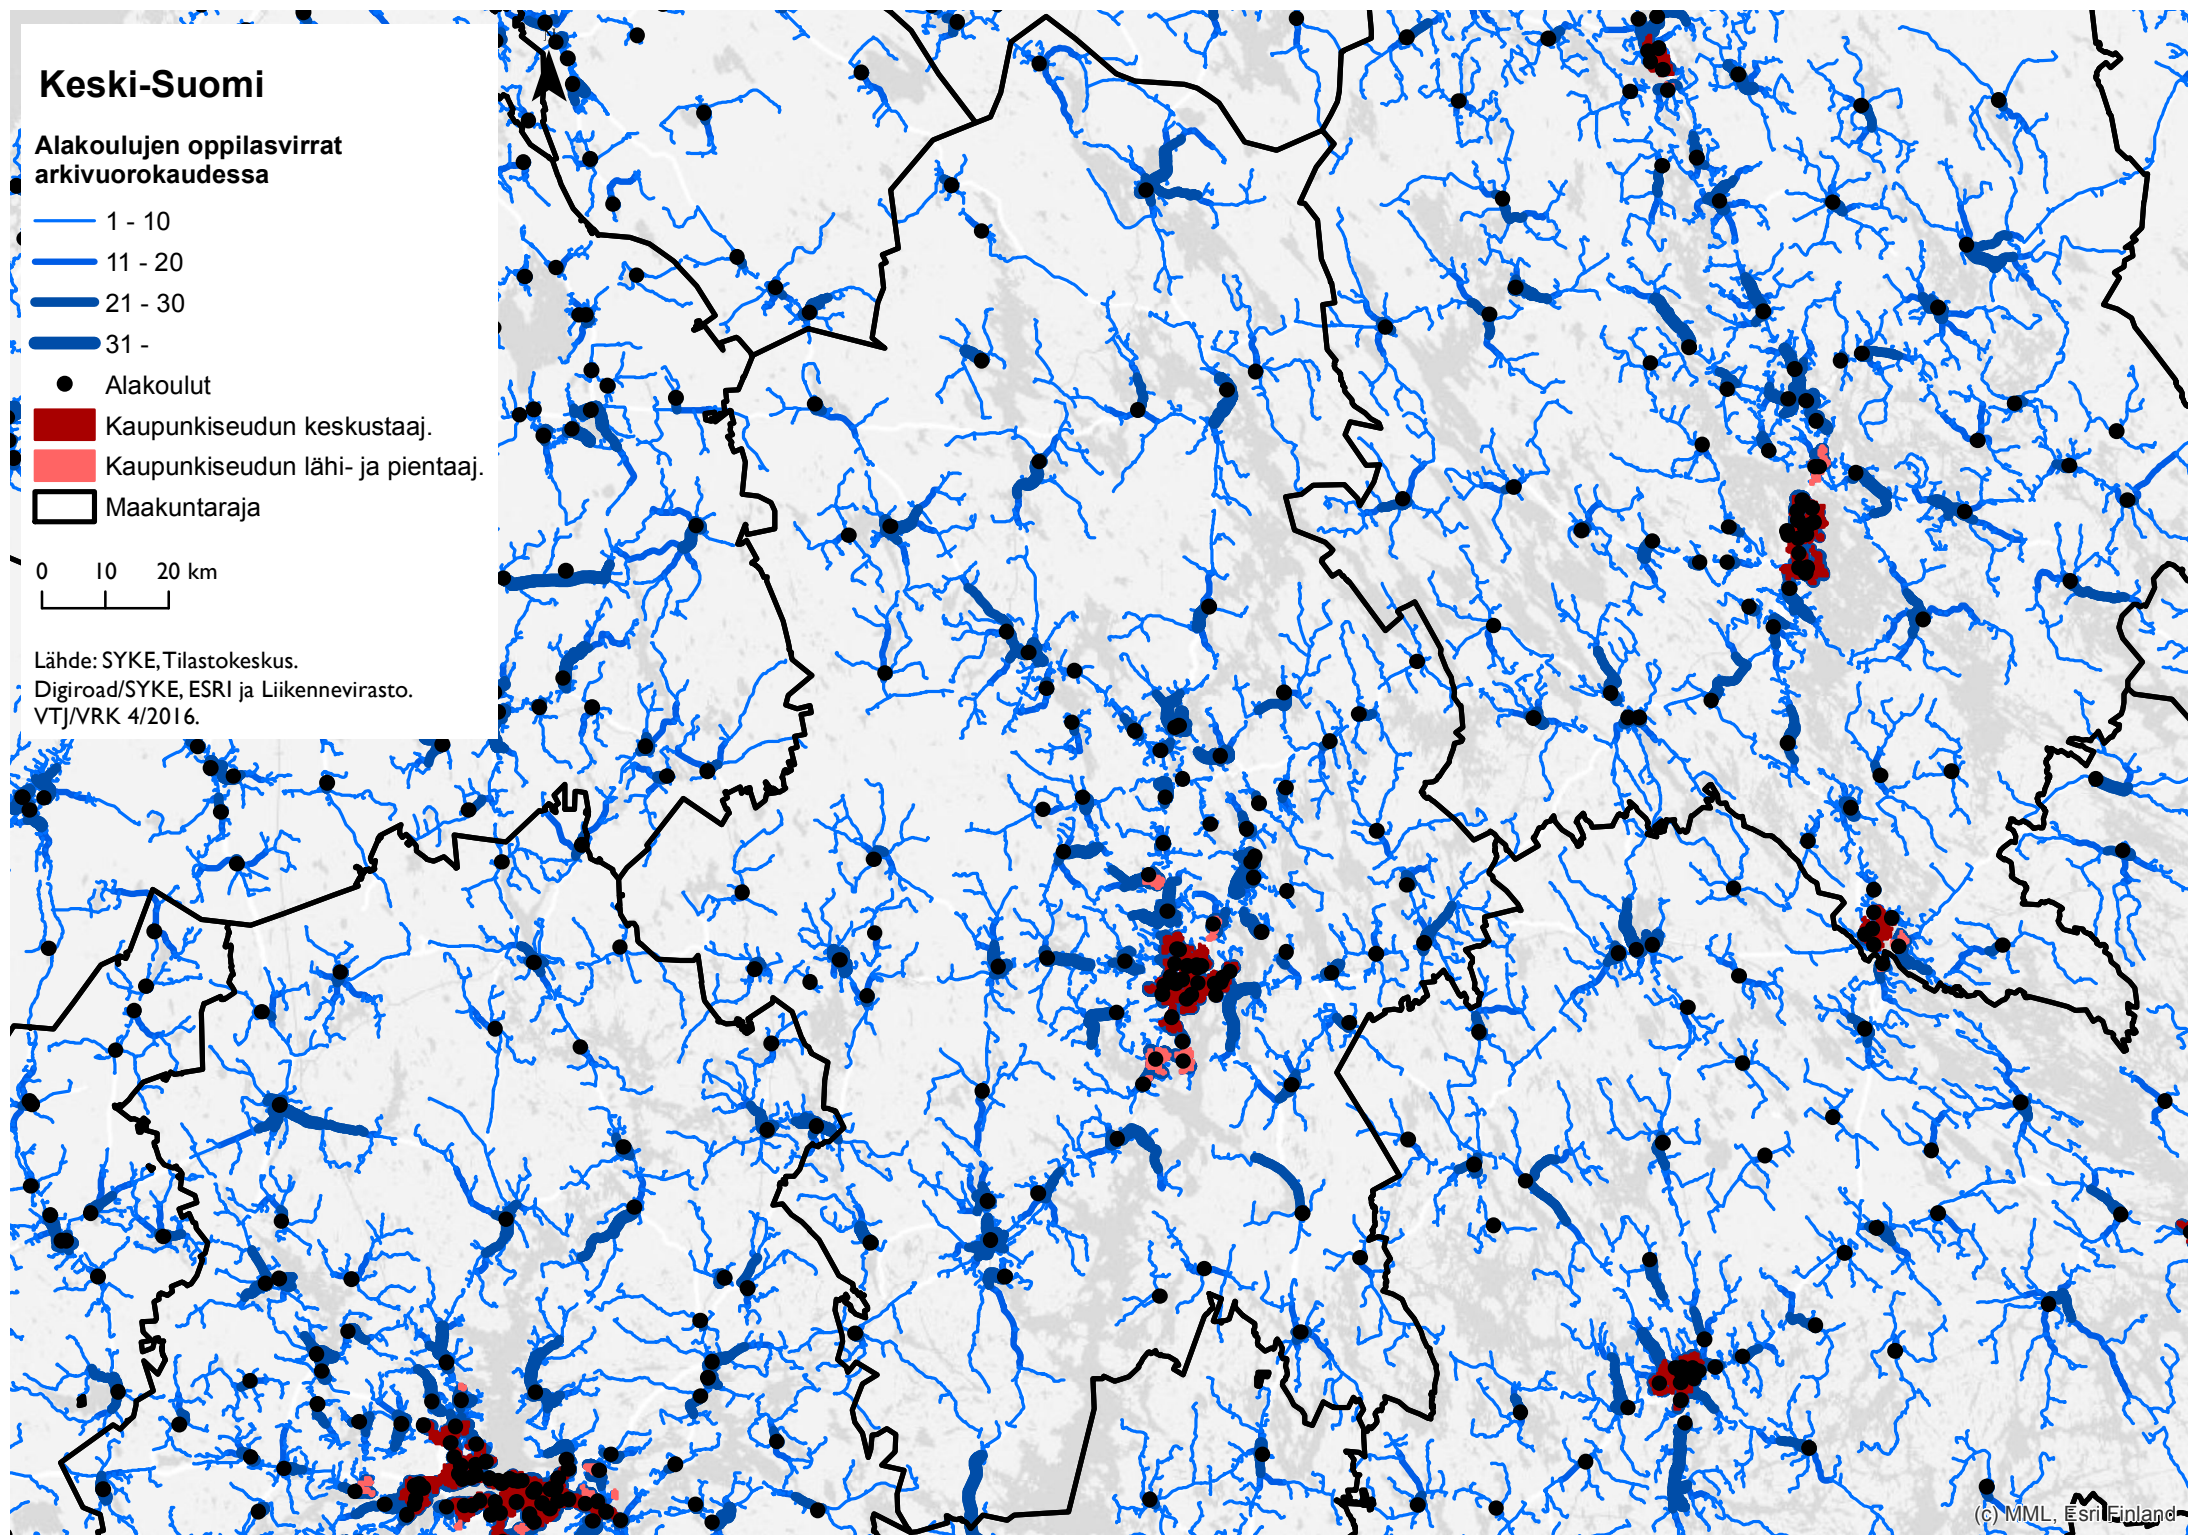 Keski-Suomi
Alakoulujen oppilasvirrat
arkivuorokaudessa
1 - 10
11 - 20
21 - 30
31 -
Alakoulut
Kaupunkiseudun keskustaaj.
Kaupunkiseudun lähi- ja pientaaj.
Maakuntaraja
0 10 20 km
Lähde: SYKE, Tilastokeskus.
Digiroad/SYKE, ESRI ja Liikennevirasto.
VTJ/VRK 4/2016.
(c) MML, Esri Finland